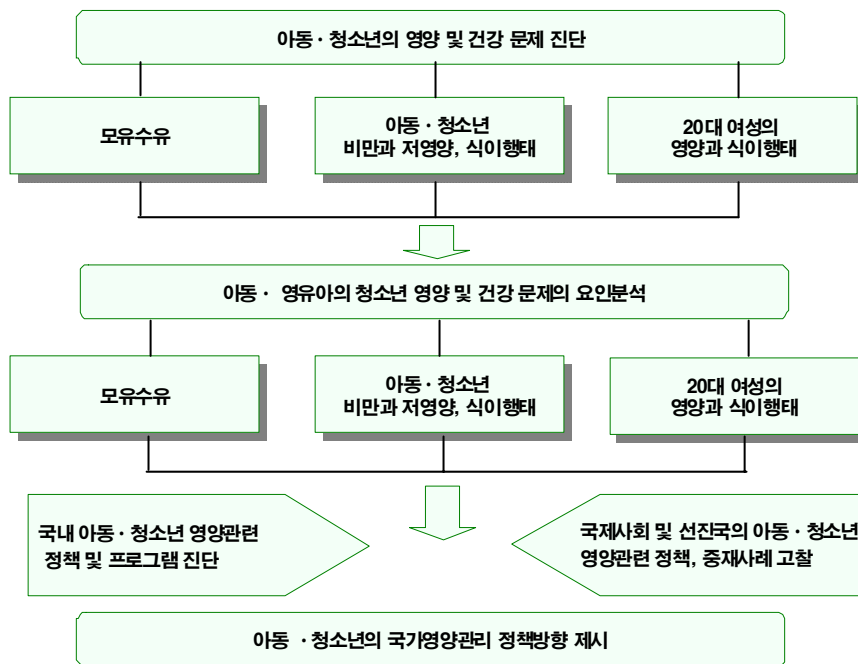 아동 · 청소년의 영양 및 건강 문제 진단
모유수유
아동 · 청소년
비만과 저영양, 식이행태
20대 여성의
영양과 식이행태
아동 · 영유아의 청소년 영양 및 건강 문제의 요인분석
모유수유
아동 · 청소년
비만과 저영양, 식이행태
20대 여성의
영양과 식이행태
국내 아동 · 청소년 영양관련
정책 및 프로그램 진단
국제사회 및 선진국의 아동 · 청소년
영양관련 정책, 중재사례 고찰
아동 · 청소년의 국가영양관리 정책방향 제시